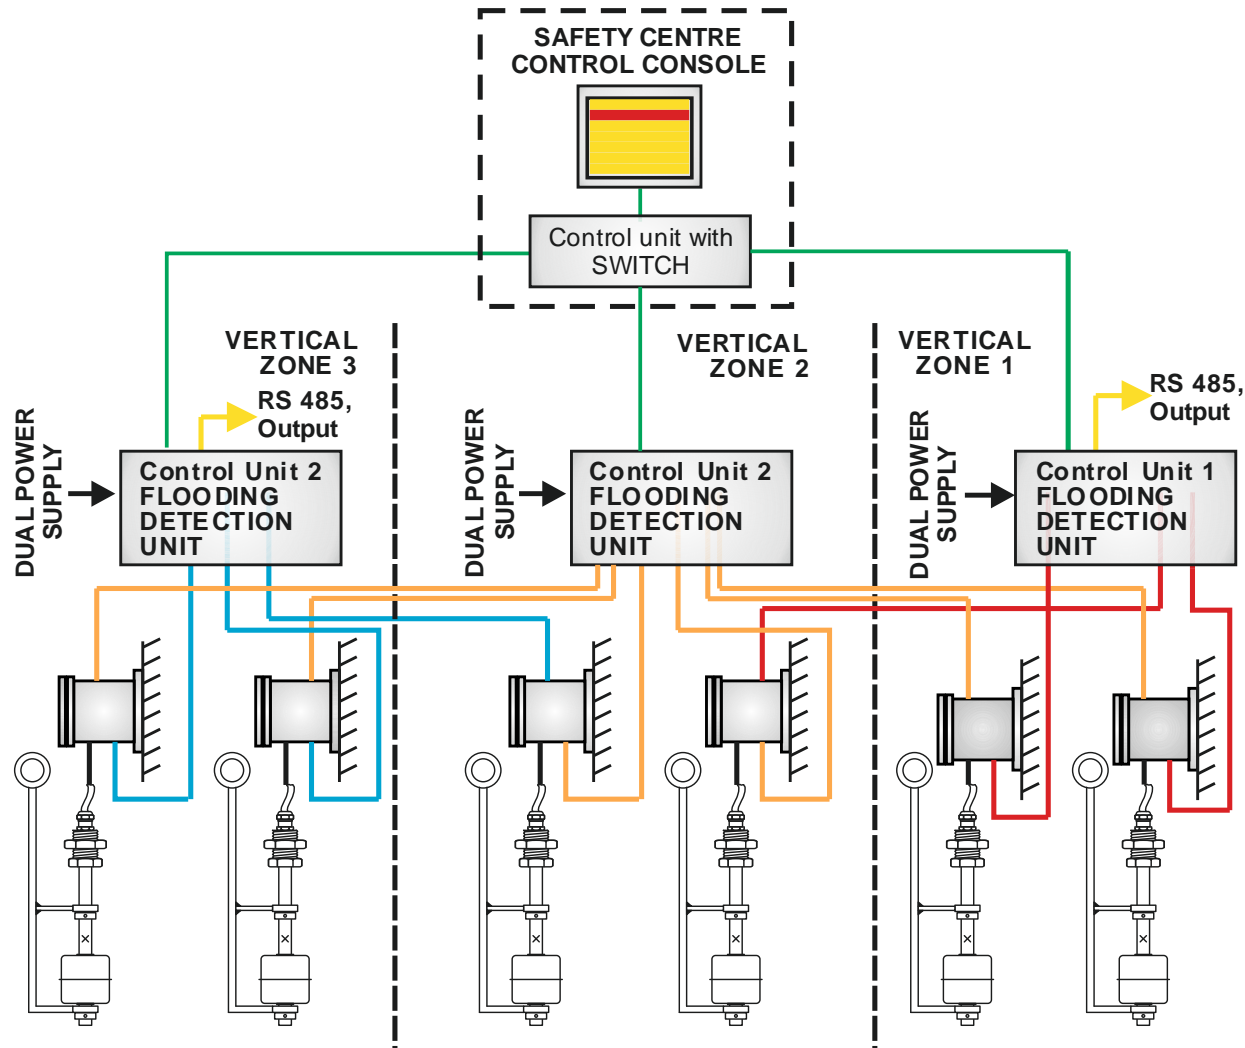 SAFETY CENTRE
CONTROL CONSOLE
Control unit with
SWITCH
VERTICAL
ZONE 3
VERTICAL
ZONE 2
VERTICAL
ZONE 1
RS 485,
Output
RS 485,
Output
DUAL POWER
SUPPLY
Control Unit 2
FLOODING
DETECTION
UNIT
DUAL POWER
SUPPLY
Control Unit 2
FLOODING
DETECTION
UNIT
DUAL POWER
SUPPLY
Control Unit 1
FLOODING
DETECTION
UNIT